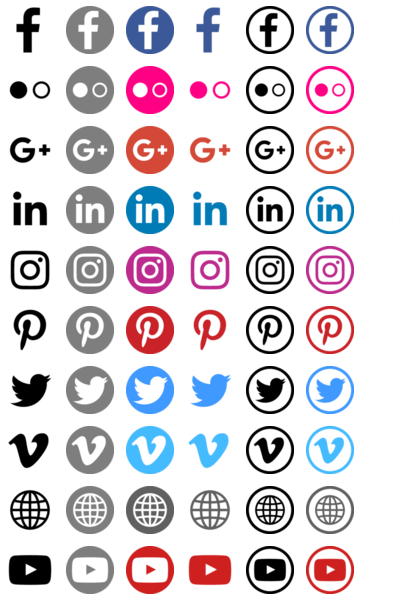 f f f f f f
G+ G+ G+ G+ G+ G+
in in in in in in
p p p p p p
v v v v v v